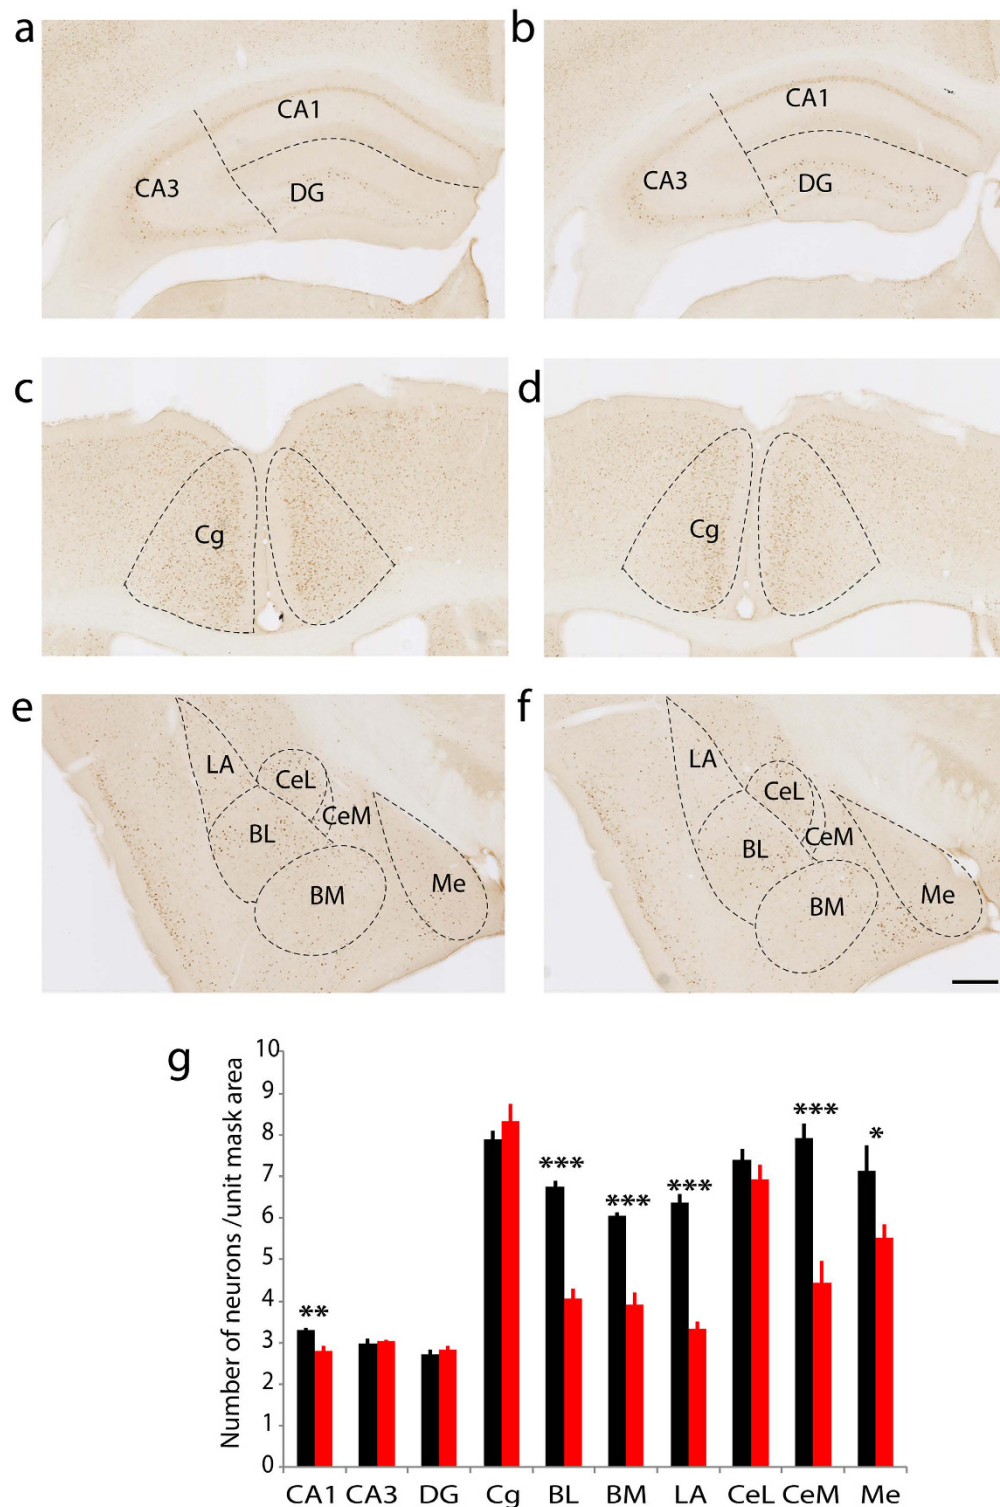 a
b
CA1
CA3
DG
CA1
CA3
DG
c
d
Cg
Cg
e
f
LA
CeL
CeM
BL
BM
Me
LA
CeL
CeM
BL
BM
Me
g
Number of neurons /unit mask area
10
9
8
7
6
5
4
3
2
1
0
**
***
***
***
***
*
CA1 CA3 DG Cg BL BM LA CeL CeM Me